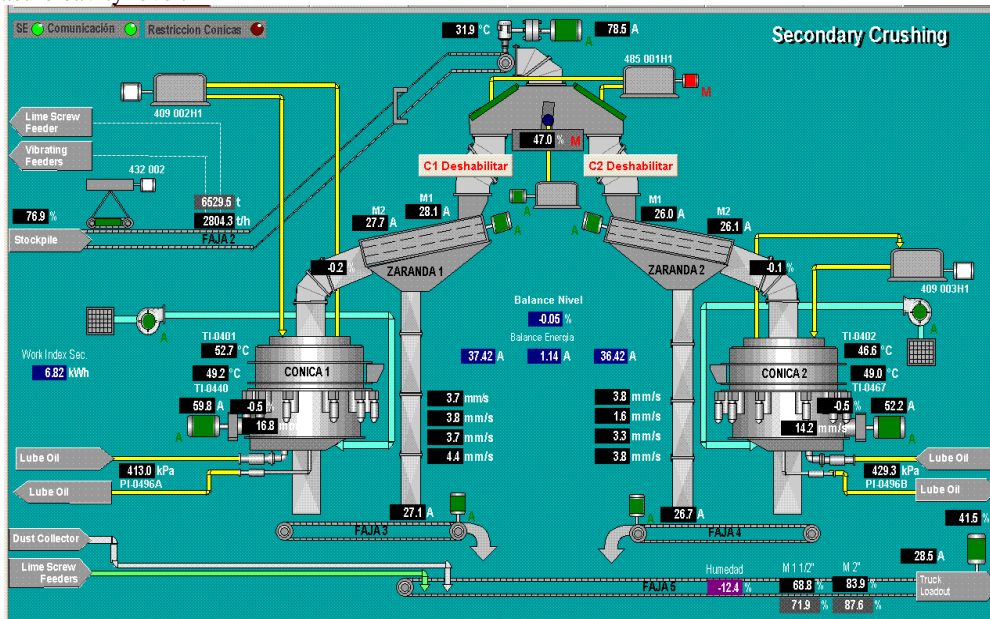 SE Comunicación Restriccion Conicas
31.9 °C
78.5 A
A
Secondary Crushing
485 001H1
M
409 002H1
47.0 % M
Lime Screw
Feeder
Vibrating
Feeders
C1 Deshabilitar
C2 Deshabilitar
432 002
6529.5 t
2804.3 t/h
76.9 %
Stockpile
FAJA 2
M1
28.1 A
M2
27.7 A
A
A
A
M1
26.0 A
M2
26.1 A
ZARANDA 1
ZARANDA 2
-0.2 %
-0.1 %
409 003H1
Balance Nivel
-0.05 %
Balance Energia
37.42 A
1.14 A
36.42 A
A
A
Work Index Sec.
6.82 kWh
TI-0401
52.7 °C
49.2 °C
TI-0440
CONICA 1
59.8 A
-0.5 %
16.8 mm/s
A
TI-0402
46.6 °C
49.0 °C
TI-0467
CONICA 2
-0.5 %
52.2 A
14.2 mm/s
A
3.7 mm/s
3.8 mm/s
3.7 mm/s
4.4 mm/s
3.8 mm/s
1.6 mm/s
3.3 mm/s
3.8 mm/s
Lube Oil
413.0 kPa
PI-0496A
Lube Oil
Lube Oil
429.3 kPa
PI-0496B
Lube Oil
27.1 A
A
FAJA 3
26.7 A
A
FAJA 4
41.5 %
Dust Collector
Lime Screw
Feeders
FAJA 5
Humedad
-12.4 %
M 1 1/2"
68.8 %
71.9 %
M 2"
83.9 %
87.6 %
28.5 A
A
Truck
Loadout